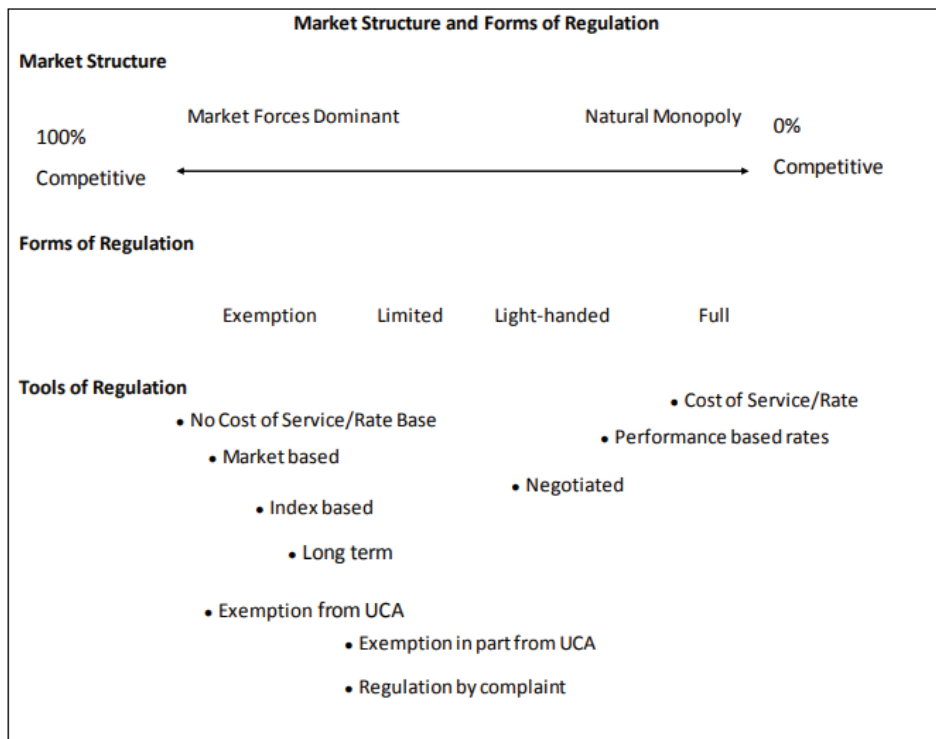 Market Structure and Forms of Regulation
Market Structure
Market Forces Dominant
Natural Monopoly
100%
Competitive
0%
Competitive
Forms of Regulation
Exemption
Limited
Light-handed
Full
Tools of Regulation
• No Cost of Service/Rate Base
• Market based
• Index based
• Long term
• Cost of Service/Rate
• Performance based rates
• Negotiated
• Exemption from UCA
• Exemption in part from UCA
• Regulation by complaint